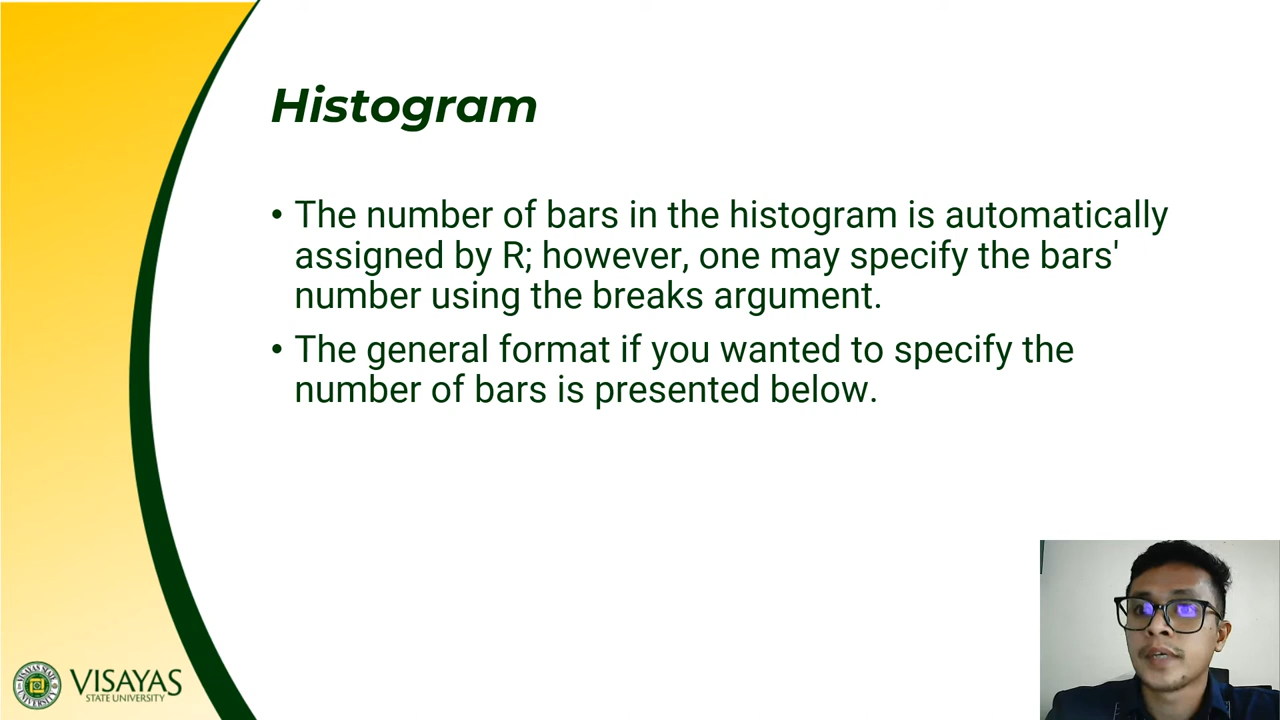 Histogram
• The number of bars in the histogram is automatically
assigned by R; however, one may specify the bars'
number using the breaks argument.
• The general format if you wanted to specify the
number of bars is presented below.
VISAYAS
STATE UNIVERSITY